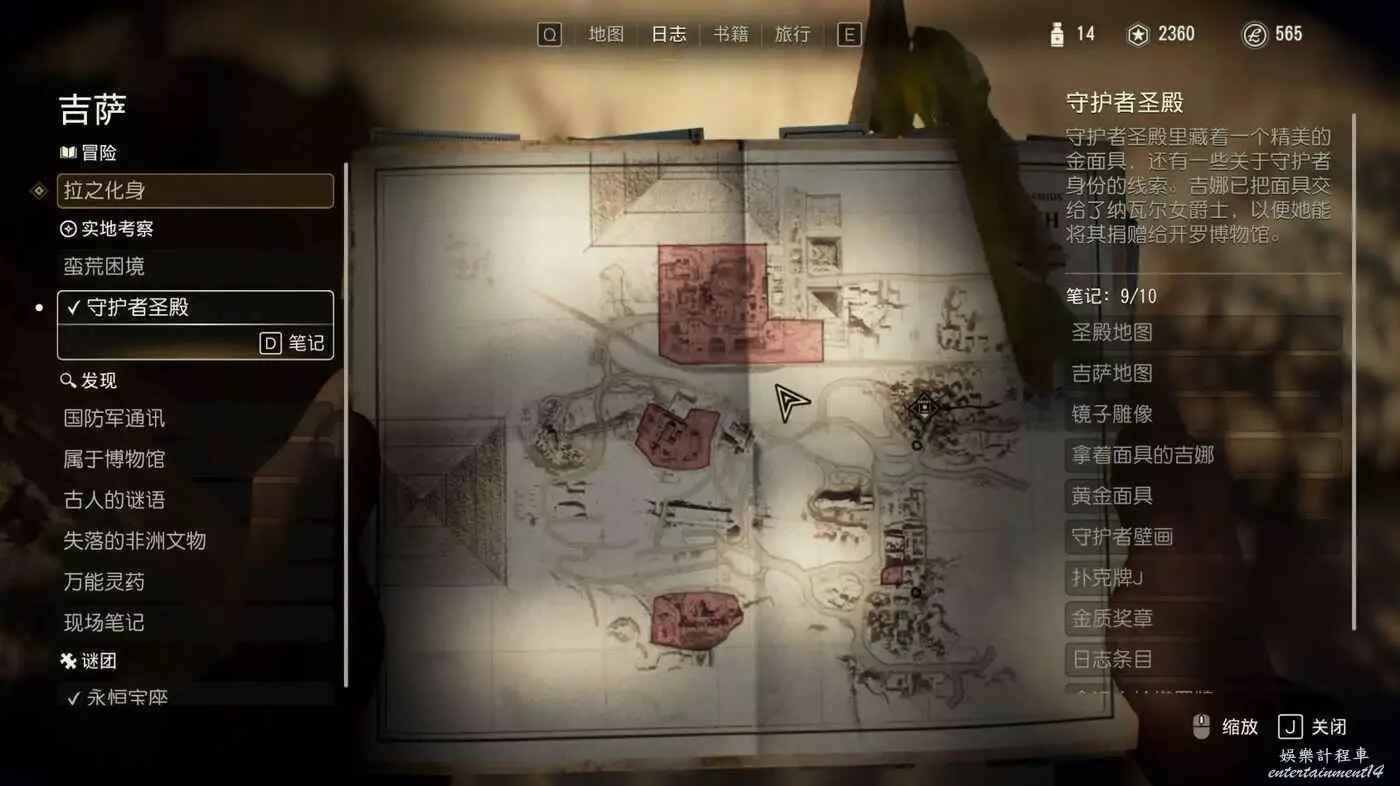 Q 地图 日志 书籍 旅行 E
14 2360 565
吉萨
冒险
拉之化身
实地考察
蛮荒困境
✓ 守护者圣殿
D 笔记
发现
国防军通讯
属于博物馆
古人的谜语
失落的非洲文物
万能灵药
现场笔记
谜团
✓ 永恒宝座
守护者圣殿
守护者圣殿里藏着一个精美的
金面具，还有一些关于守护者
身份的线索。吉娜已把面具交
给了纳瓦尔女爵士，以便她能
将其捐赠给开罗博物馆。
笔记：9/10
圣殿地图
吉萨地图
镜子雕像
拿着面具的吉娜
黄金面具
守护者壁画
扑克牌J
金质奖章
日志条目
缩放 J 关闭
娛樂計程車
entertainment14